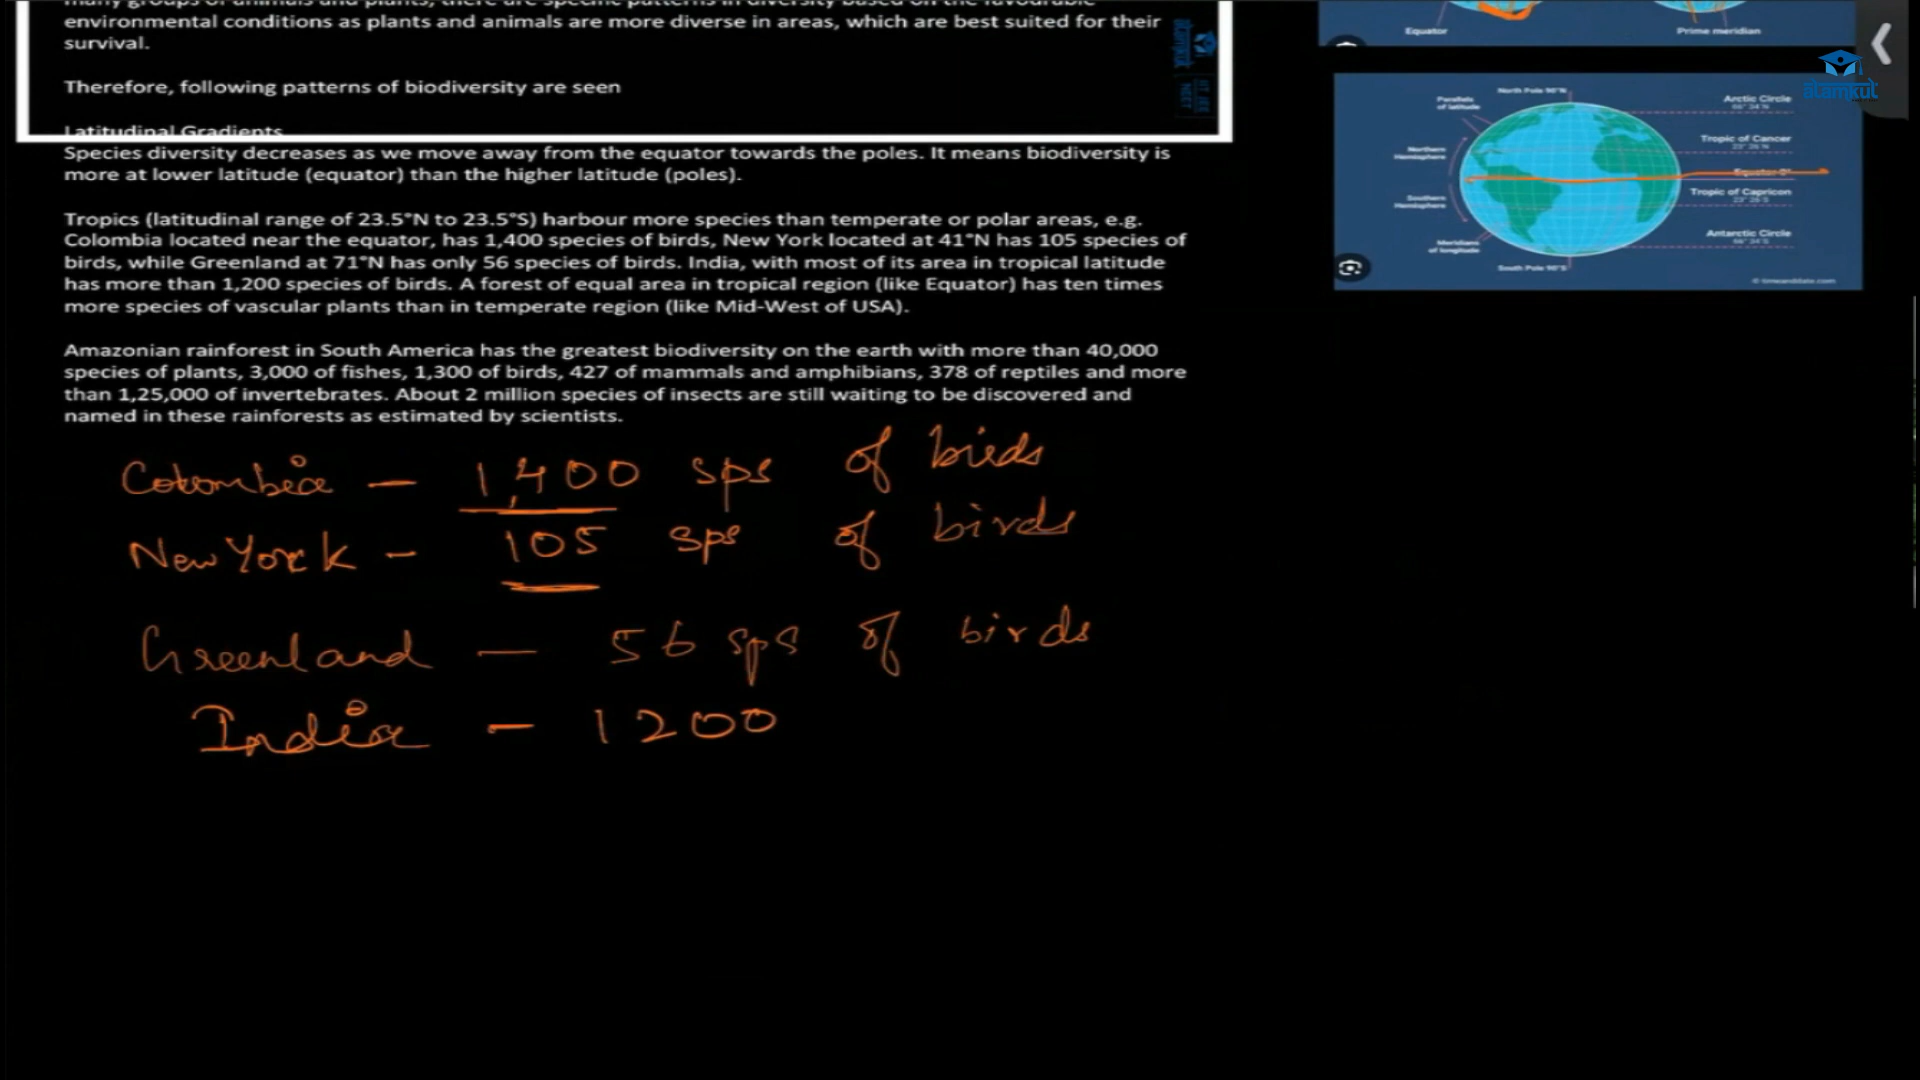 environmental conditions as plants and animals are more diverse in areas, which are best suited for their
survival.
Therefore, following patterns of biodiversity are seen
Latitudinal Gradients
Species diversity decreases as we move away from the equator towards the poles. It means biodiversity is
more at lower latitude (equator) than the higher latitude (poles).
Tropics (latitudinal range of 23.5°N to 23.5°S) harbour more species than temperate or polar areas, e.g.
Colombia located near the equator, has 1,400 species of birds, New York located at 41°N has 105 species of
birds, while Greenland at 71°N has only 56 species of birds. India, with most of its area in tropical latitude
has more than 1,200 species of birds. A forest of equal area in tropical region (like Equator) has ten times
more species of vascular plants than in temperate region (like Mid-West of USA).
Amazonian rainforest in South America has the greatest biodiversity on the earth with more than 40,000
species of plants, 3,000 of fishes, 1,300 of birds, 427 of mammals and amphibians, 378 of reptiles and more
than 1,25,000 of invertebrates. About 2 million species of insects are still waiting to be discovered and
named in these rainforests as estimated by scientists.
Colombia – 1,400 sps of birds
New York – 105 sps of birds
Greenland – 56 sps of birds
India – 1200
Equator
Prime meridian
atamkut
North Pole 90°N
Parallels
of latitude
Arctic Circle
Tropic of Cancer
Northern
Hemisphere
Equator 0°
Tropic of Capricorn
Southern
Hemisphere
Antarctic Circle
Meridians
of longitude
South Pole 90°S
© timeanddate.com
atamkut
IIT JEE
NEET